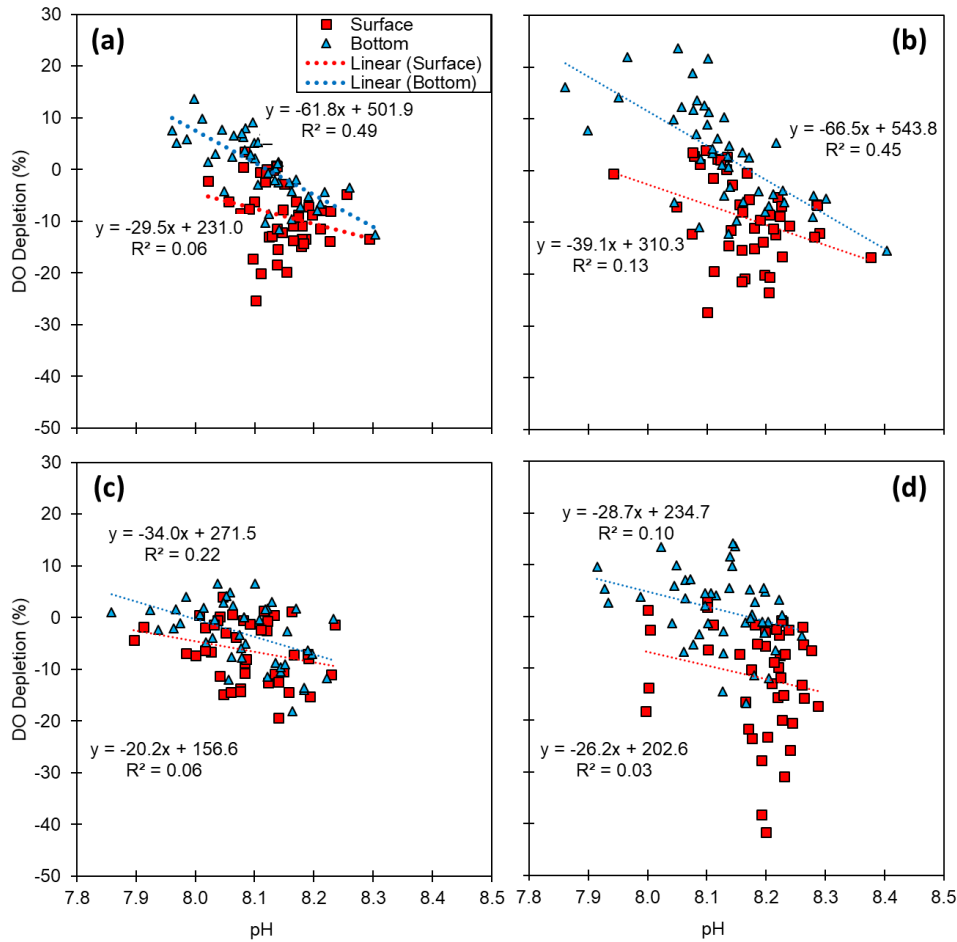 (a)
Surface
Bottom
Linear (Surface)
Linear (Bottom)
y = -61.8x + 501.9
R² = 0.49
y = -29.5x + 231.0
R² = 0.06
DO Depletion (%)
30
20
10
0
-10
-20
-30
-40
-50
(b)
y = -66.5x + 543.8
R² = 0.45
y = -39.1x + 310.3
R² = 0.13
(c)
y = -34.0x + 271.5
R² = 0.22
y = -20.2x + 156.6
R² = 0.06
DO Depletion (%)
30
20
10
0
-10
-20
-30
-40
-50
7.8 7.9 8.0 8.1 8.2 8.3 8.4 8.5
pH
(d)
y = -28.7x + 234.7
R² = 0.10
y = -26.2x + 202.6
R² = 0.03
7.8 7.9 8.0 8.1 8.2 8.3 8.4 8.5
pH